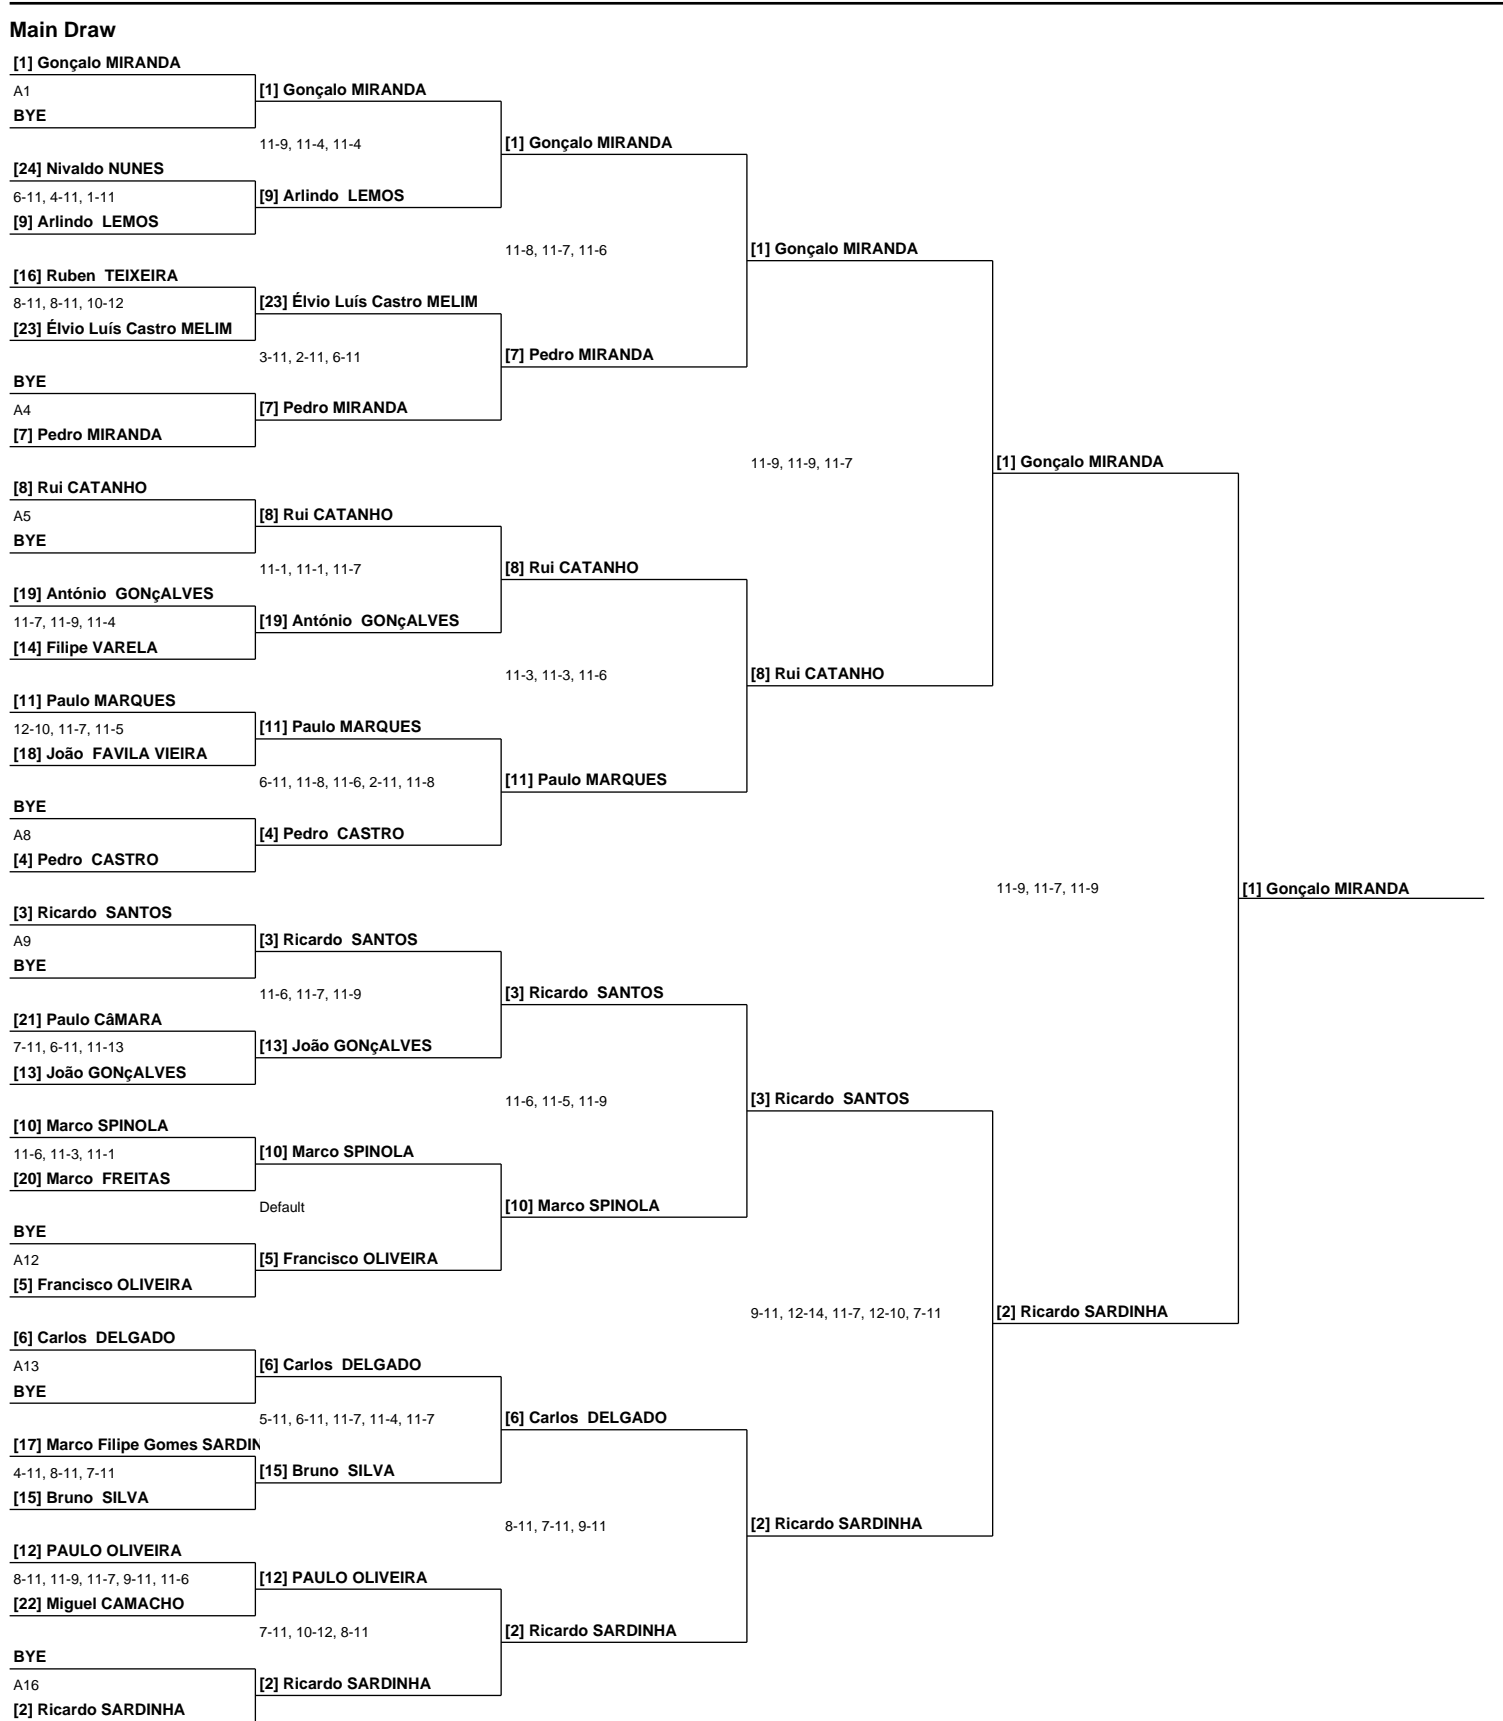 Main Draw
[1] Gonçalo MIRANDA
A1
[1] Gonçalo MIRANDA
BYE
11-9, 11-4, 11-4
[1] Gonçalo MIRANDA
[24] Nivaldo NUNES
6-11, 4-11, 1-11
[9] Arlindo LEMOS
[9] Arlindo LEMOS
11-8, 11-7, 11-6
[1] Gonçalo MIRANDA
[16] Ruben TEIXEIRA
8-11, 8-11, 10-12
[23] Élvio Luís Castro MELIM
[23] Élvio Luís Castro MELIM
3-11, 2-11, 6-11
[7] Pedro MIRANDA
BYE
A4
[7] Pedro MIRANDA
[7] Pedro MIRANDA
11-9, 11-9, 11-7
[1] Gonçalo MIRANDA
[8] Rui CATANHO
A5
[8] Rui CATANHO
BYE
11-1, 11-1, 11-7
[8] Rui CATANHO
[19] António GONçALVES
11-7, 11-9, 11-4
[19] António GONçALVES
[14] Filipe VARELA
11-3, 11-3, 11-6
[8] Rui CATANHO
[11] Paulo MARQUES
12-10, 11-7, 11-5
[11] Paulo MARQUES
[18] João FAVILA VIEIRA
6-11, 11-8, 11-6, 2-11, 11-8
[11] Paulo MARQUES
BYE
A8
[4] Pedro CASTRO
[4] Pedro CASTRO
11-9, 11-7, 11-9
[1] Gonçalo MIRANDA
[3] Ricardo SANTOS
A9
[3] Ricardo SANTOS
BYE
11-6, 11-7, 11-9
[3] Ricardo SANTOS
[21] Paulo CâMARA
7-11, 6-11, 11-13
[13] João GONçALVES
[13] João GONçALVES
11-6, 11-5, 11-9
[3] Ricardo SANTOS
[10] Marco SPINOLA
11-6, 11-3, 11-1
[10] Marco SPINOLA
[20] Marco FREITAS
Default
[10] Marco SPINOLA
BYE
A12
[5] Francisco OLIVEIRA
[5] Francisco OLIVEIRA
9-11, 12-14, 11-7, 12-10, 7-11
[2] Ricardo SARDINHA
[6] Carlos DELGADO
A13
[6] Carlos DELGADO
BYE
5-11, 6-11, 11-7, 11-4, 11-7
[6] Carlos DELGADO
[17] Marco Filipe Gomes SARDIN
4-11, 8-11, 7-11
[15] Bruno SILVA
[15] Bruno SILVA
8-11, 7-11, 9-11
[2] Ricardo SARDINHA
[12] PAULO OLIVEIRA
8-11, 11-9, 11-7, 9-11, 11-6
[12] PAULO OLIVEIRA
[22] Miguel CAMACHO
7-11, 10-12, 8-11
[2] Ricardo SARDINHA
BYE
A16
[2] Ricardo SARDINHA
[2] Ricardo SARDINHA